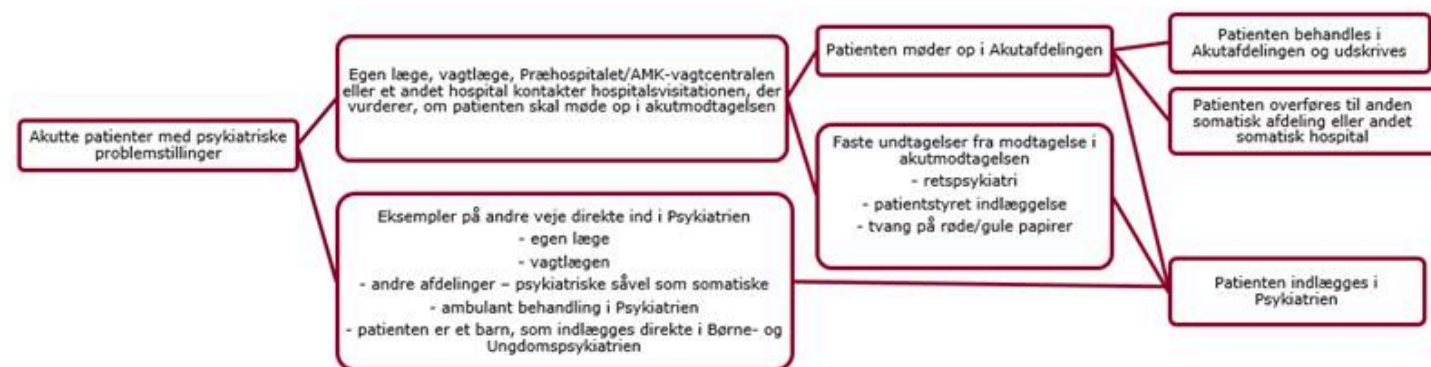 Akutte patienter med psykiatriske
problemstillinger
Egen læge, vagtlæge, Præhospitalet/AMK-vagtcentralen
eller et andet hospital kontakter hospitalsvisitationen, der
vurderer, om patienten skal møde op i akutmodtagelsen
Eksempler på andre veje direkte ind i Psykiatrien
- egen læge
- vagtlægen
- andre afdelinger – psykiatriske såvel som somatiske
- ambulant behandling i Psykiatrien
- patienten er et barn, som indlægges direkte i Børne- og
Ungdomspsykiatrien
Patienten møder op i Akutafdelingen
Faste undtagelser fra modtagelse i
akutmodtagelsen
- retspsykiatri
- patientstyret indlæggelse
- tvang på røde/gule papirer
Patienten behandles i
Akutafdelingen og udskrives
Patienten overføres til anden
somatisk afdeling eller andet
somatisk hospital
Patienten indlægges i
Psykiatrien